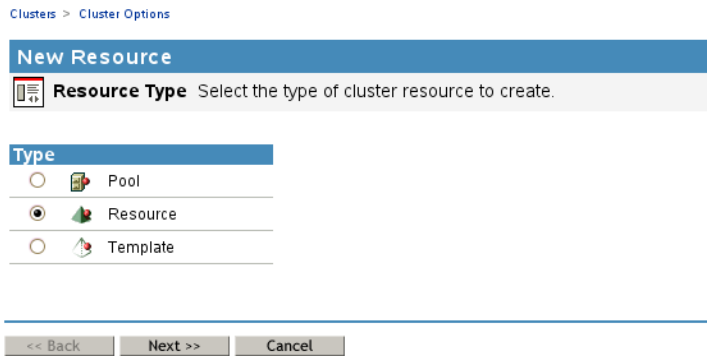 Clusters > Cluster Options
New Resource
Resource Type Select the type of cluster resource to create.
Type
Pool
Resource
Template
<< Back Next >> Cancel